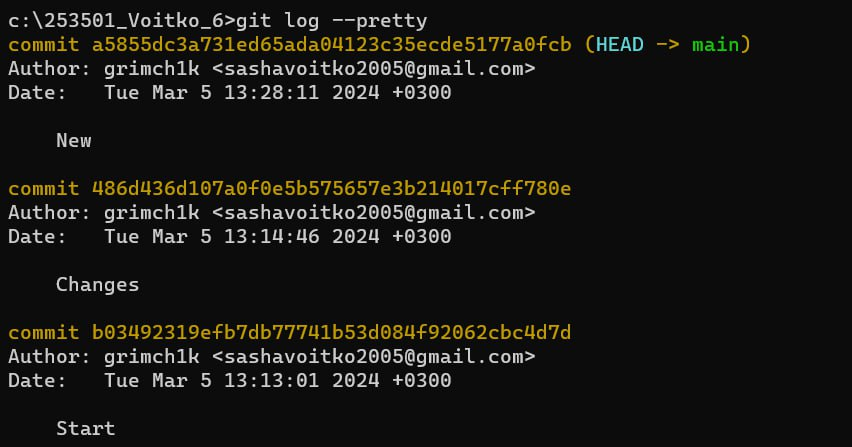 c:\253501_Voitko_6>git log --pretty
commit a5855dc3a731ed65ada04123c35ecde5177a0fcb (HEAD -> main)
Author: grimch1k <sashavoitko2005@gmail.com>
Date:   Tue Mar 5 13:28:11 2024 +0300
New
commit 486d436d107a0f0e5b575657e3b214017cff780e
Author: grimch1k <sashavoitko2005@gmail.com>
Date:   Tue Mar 5 13:14:46 2024 +0300
Changes
commit b03492319efb7db77741b53d084f92062cbc4d7d
Author: grimch1k <sashavoitko2005@gmail.com>
Date:   Tue Mar 5 13:13:01 2024 +0300
Start